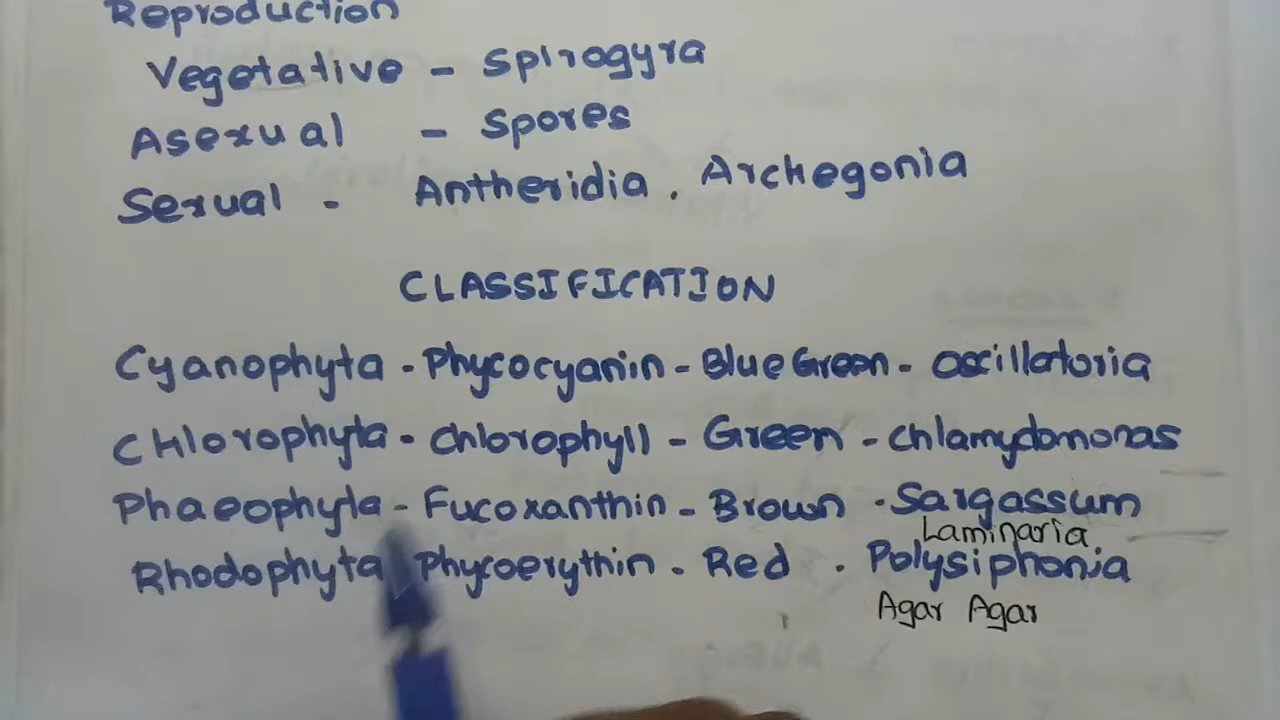 Reproduction
Vegetative - Spirogyra
Asexual - Spores
Sexual - Antheridia . Archegonia
CLASSIFICATION
Cyanophyta - Phycocyanin - Blue Green - Oscillatoria
Chlorophyta - chlorophyll - Green - Chlamydomonas
Phaeophyta - Fucoxanthin - Brown - Sargassum
Laminaria
Rhodophyta Phycoerythin - Red . Polysiphonia
Agar Agar